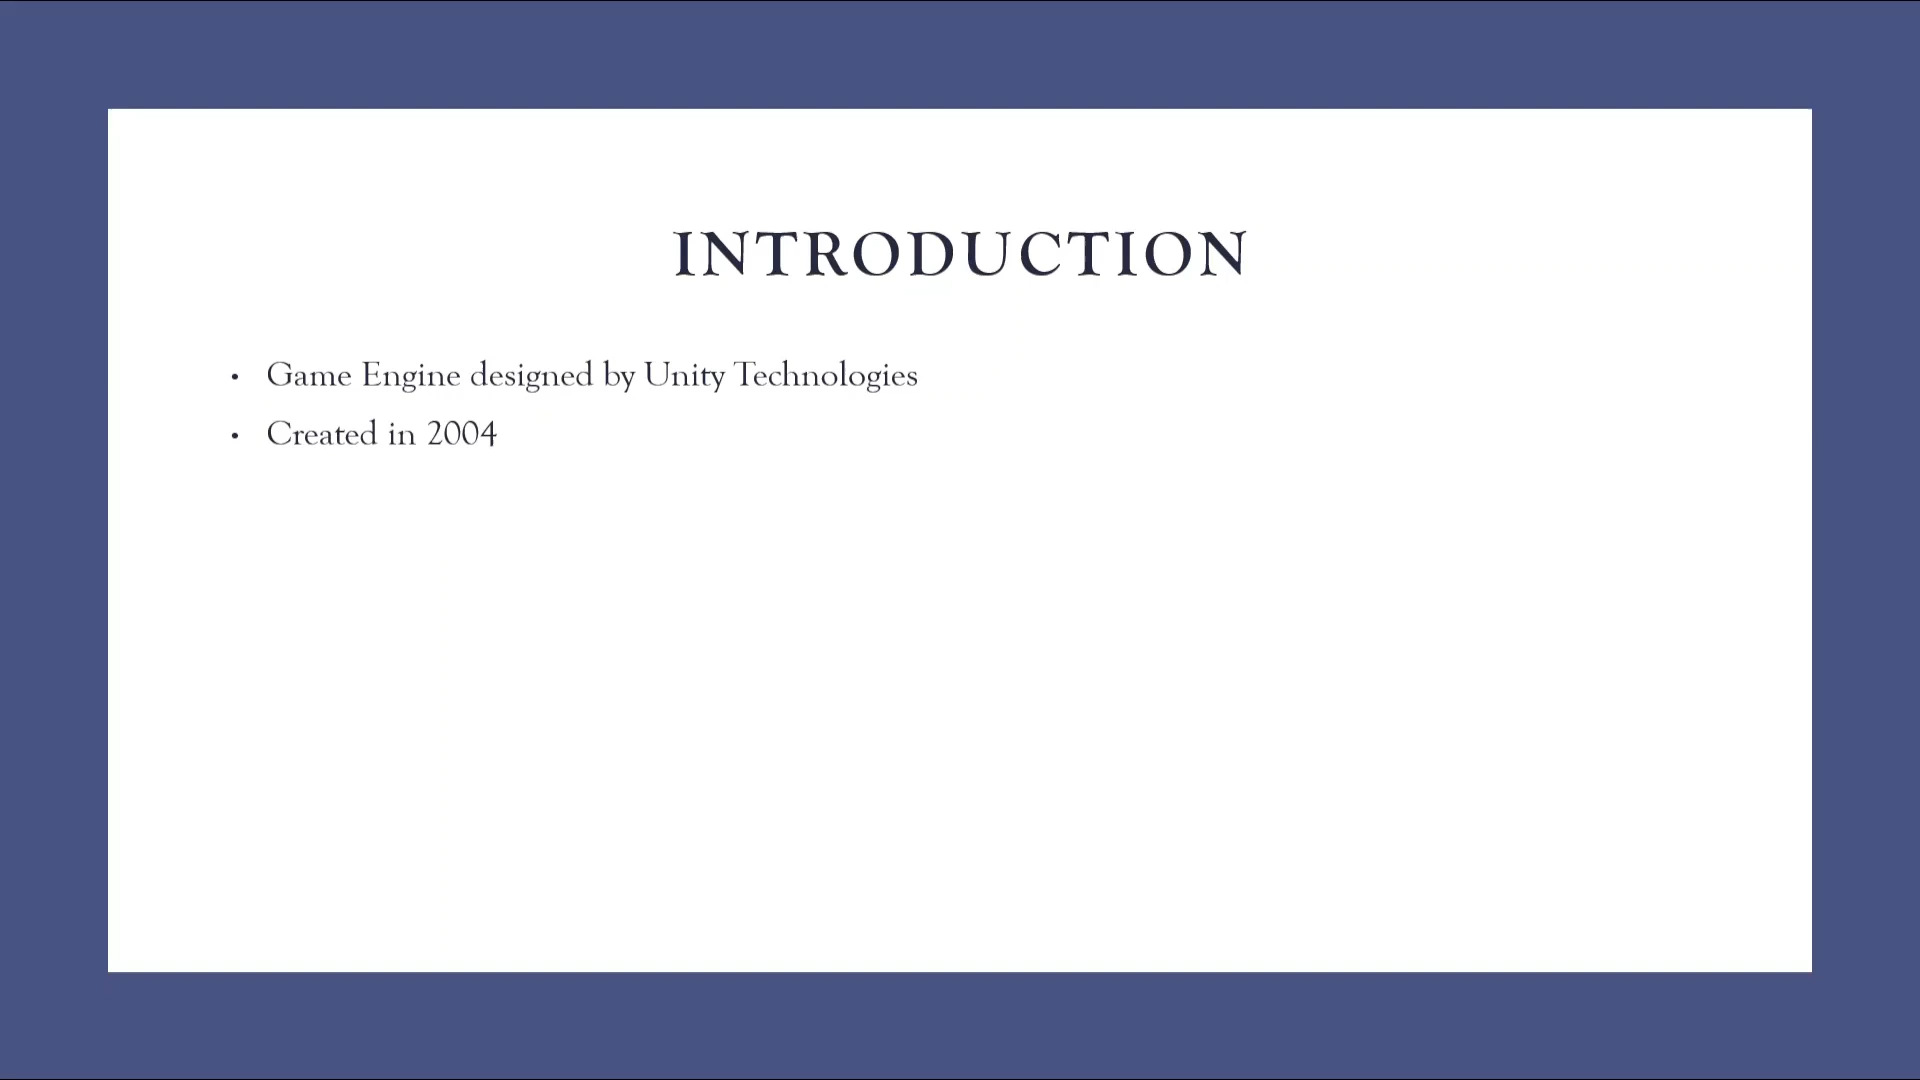 INTRODUCTION
• Game Engine designed by Unity Technologies
• Created in 2004